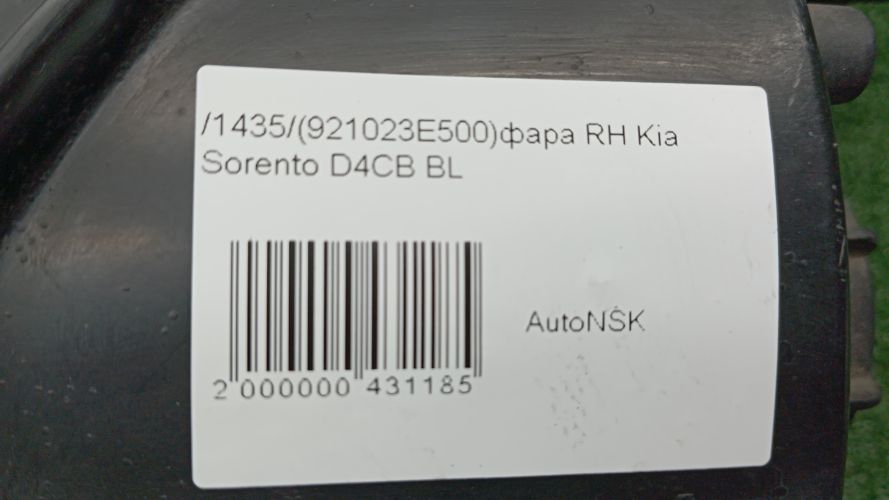 /1435/(921023E500)фара RH Kia
Sorento D4CB BL
AutoNSK
2 000000 431185